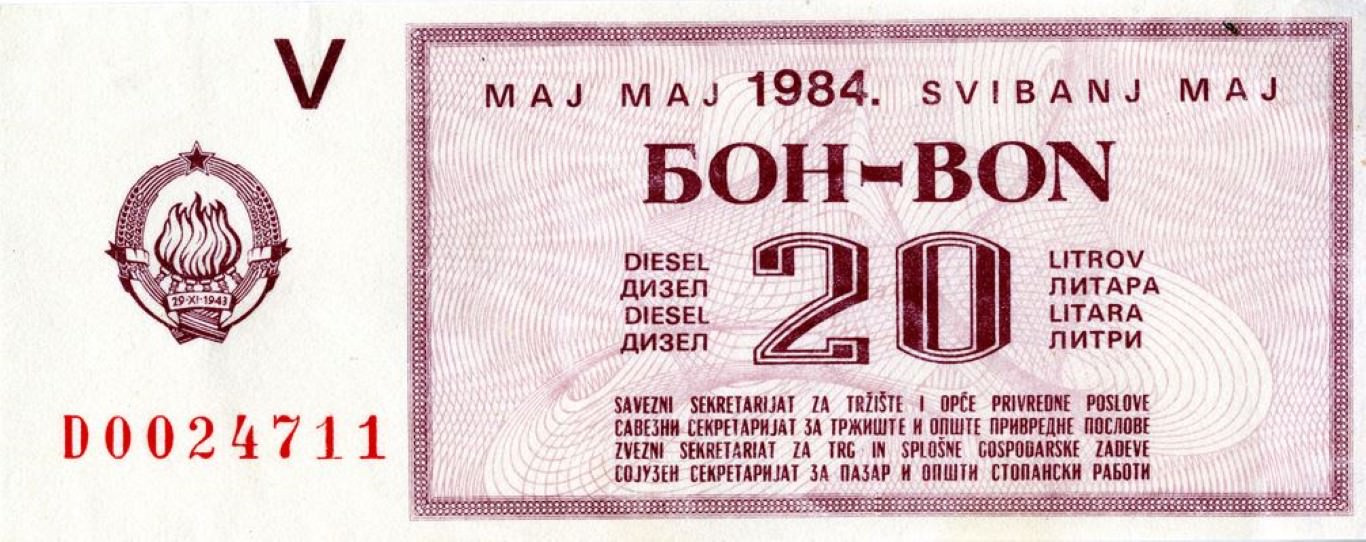 V
МАЈ MAJ 1984. SVIBANJ МАЈ
БОН-BON
DIESEL
ДИЗЕЛ
DIESEL
ДИЗЕЛ
20
LITROV
ЛИТАРА
LITARA
ЛИТРИ
29·XI·1943
D0024711
SAVEZNI SEKRETARIJAT ZA TRŽIŠTE I OPĆE PRIVREDNE POSLOVE
САВЕЗНИ СЕКРЕТАРИЈАТ ЗА ТРЖИШТЕ И ОПШТЕ ПРИВРЕДНЕ ПОСЛОВЕ
ZVEZNI SEKRETARIAT ZA TRG IN SPLOŠNE GOSPODARSKE ZADEVE
СОЈУЗЕН СЕКРЕТАРИЈАТ ЗА ПАЗАР И ОПШТИ СТОПАНСКИ РАБОТИ